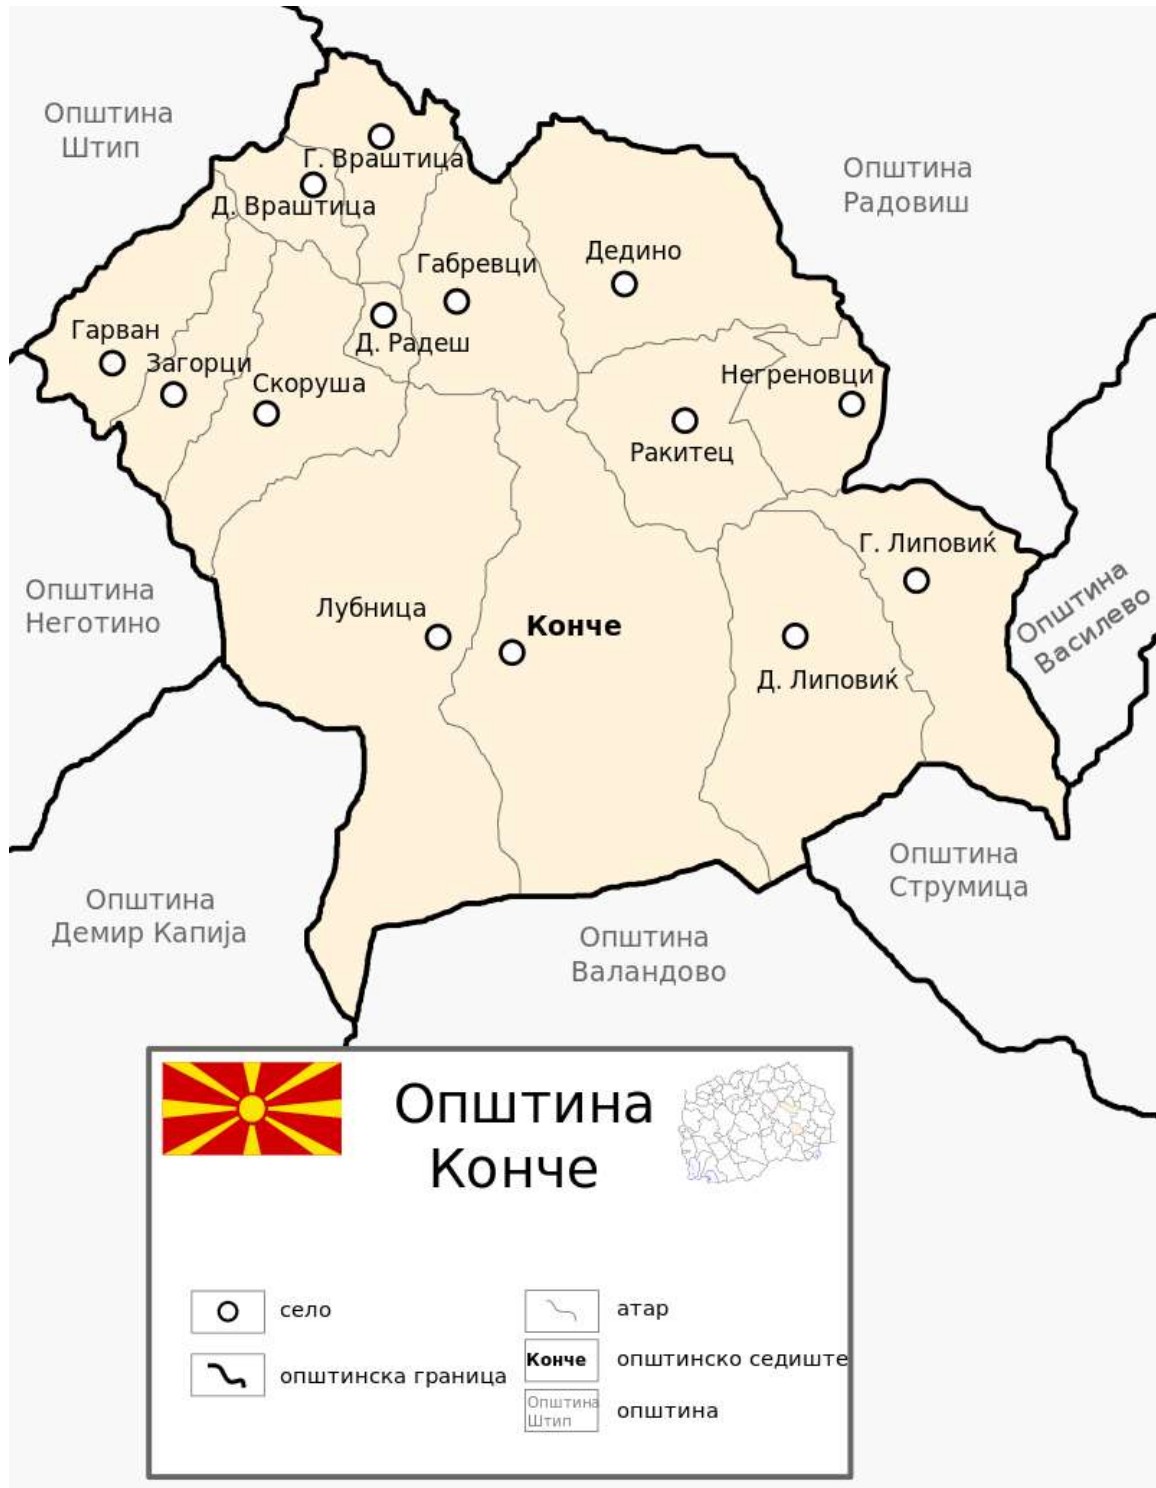 Општина
Штип
Г. Враштица
Општина
Радовиш
Д. Враштица
Дедино
Габревци
Гарван
Д. Радеш
Загорци
Скоруша
Негреновци
Ракитец
Г. Липовиќ
Општина
Неготино
Општина
Василево
Лубница
Конче
Д. Липовиќ
Општина
Струмица
Општина
Демир Капија
Општина
Валандово
Општина
Конче
село
општинска граница
атар
Конче
општинско седиште
Општина
Штип
општина